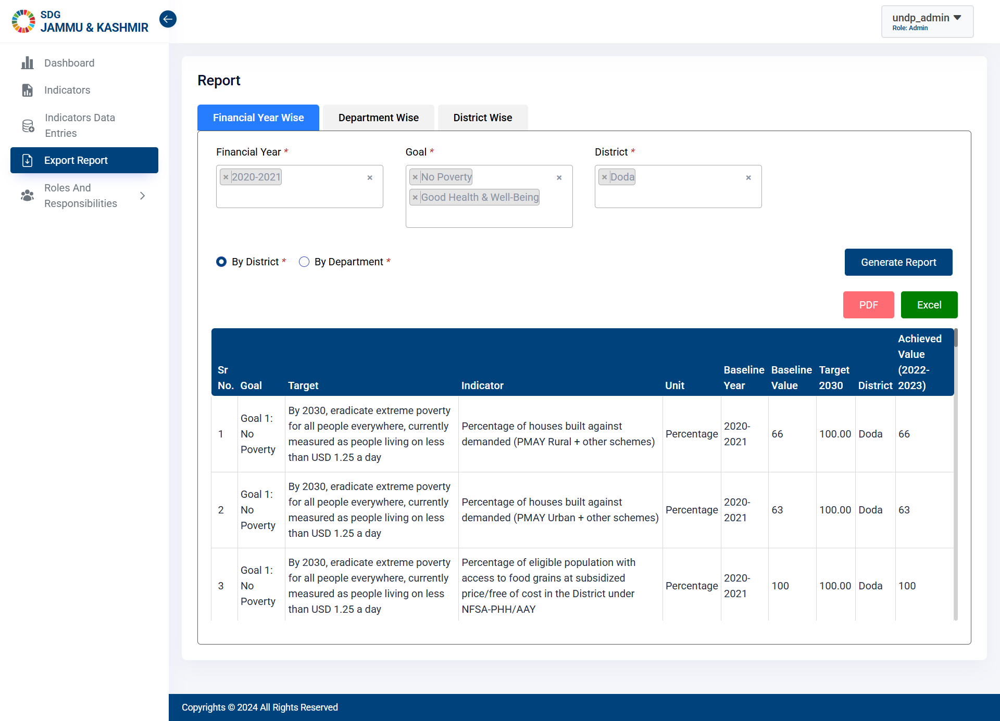 SDG
JAMMU & KASHMIR
undp_admin
Role: Admin
Dashboard
Indicators
Indicators Data
Entries
Export Report
Roles And
Responsibilities
Report
Financial Year Wise
Department Wise
District Wise
Financial Year *
Goal *
District *
× 2020-2021 ×
× No Poverty ×
× Good Health & Well-Being
× Doda ×
By District *
By Department *
Generate Report
PDF
Excel
Sr
No.
Goal
Target
Indicator
Unit
Baseline
Year
Baseline
Value
Target
2030
District
Achieved
Value
(2022-
2023)
1
Goal 1:
No
Poverty
By 2030, eradicate extreme poverty
for all people everywhere, currently
measured as people living on less
than USD 1.25 a day
Percentage of houses built against
demanded (PMAY Rural + other schemes)
Percentage
2020-
2021
66
100.00
Doda
66
2
Goal 1:
No
Poverty
By 2030, eradicate extreme poverty
for all people everywhere, currently
measured as people living on less
than USD 1.25 a day
Percentage of houses built against
demanded (PMAY Urban + other schemes)
Percentage
2020-
2021
63
100.00
Doda
63
3
Goal 1:
No
Poverty
By 2030, eradicate extreme poverty
for all people everywhere, currently
measured as people living on less
than USD 1.25 a day
Percentage of eligible population with
access to food grains at subsidized
price/free of cost in the District under
NFSA-PHH/AAY
Percentage
2020-
2021
100
100.00
Doda
100
Copyrights © 2024 All Rights Reserved